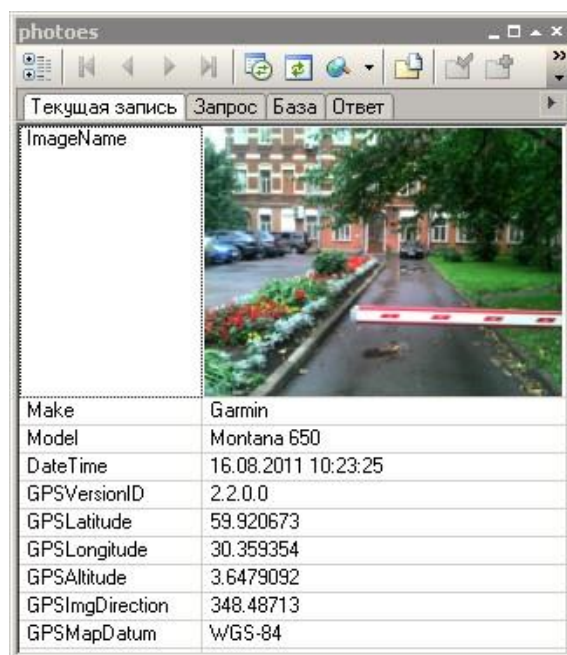 photoes
Текущая запись Запрос База Ответ
ImageName
Make Garmin
Model Montana 650
DateTime 16.08.2011 10:23:25
GPSVersionID 2.2.0.0
GPSLatitude 59.920673
GPSLongitude 30.359354
GPSAltitude 3.6479092
GPSImgDirection 348.48713
GPSMapDatum WGS-84